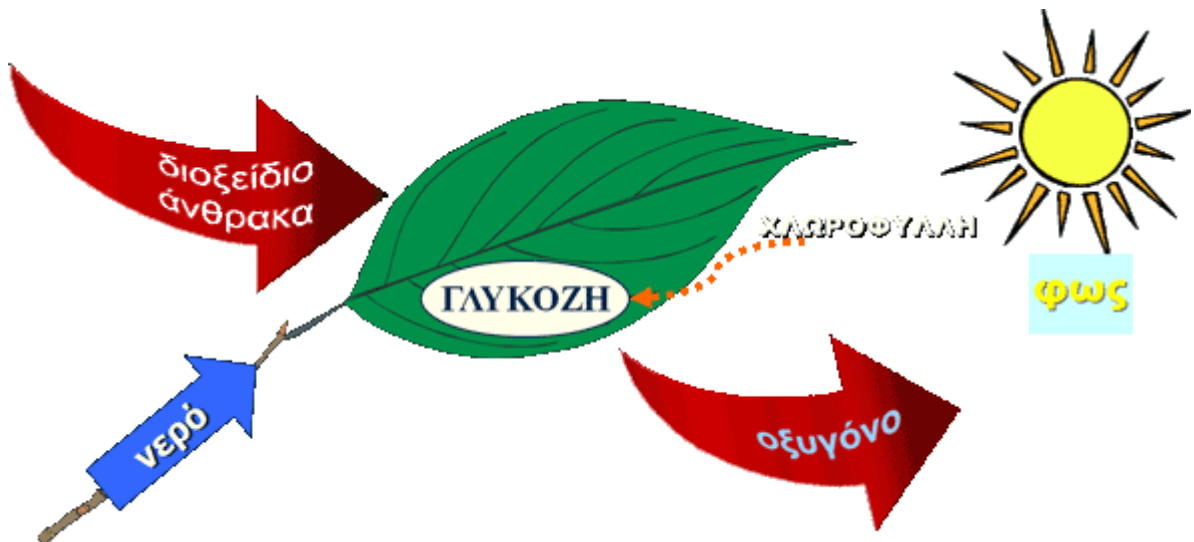 διοξείδιο
άνθρακα
ΧΛΩΡΟΦΥΛΛΗ
ΓΛΥΚΟΖΗ
φως
νερό
οξυγόνο